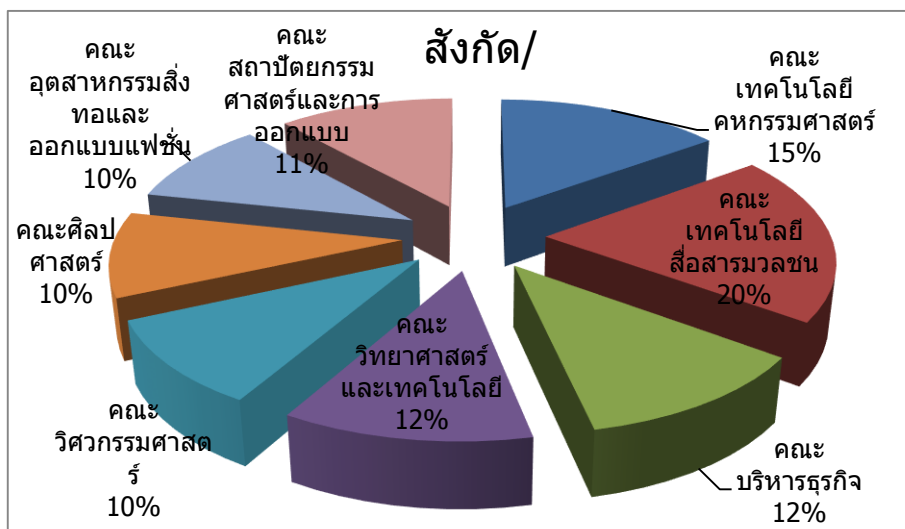 สังกัด/
คณะ
เทคโนโลยี
คหกรรมศาสตร์
15%
คณะ
เทคโนโลยี
สื่อสารมวลชน
20%
คณะ
บริหารธุรกิจ
12%
คณะ
วิทยาศาสตร์
และเทคโนโลยี
12%
คณะ
วิศวกรรมศาสต
ร์
10%
คณะศิลป
ศาสตร์
10%
คณะ
อุตสาหกรรมสิ่ง
ทอและ
ออกแบบแฟชั่น
10%
คณะ
สถาปัตยกรรม
ศาสตร์และการ
ออกแบบ
11%